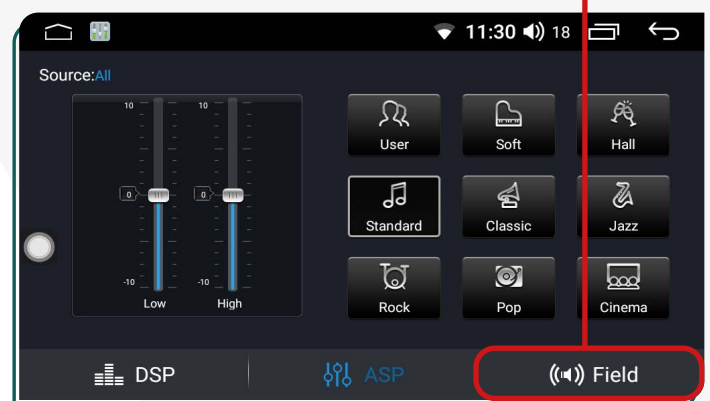 11:30 18
Source:All
10 10
0 0
-10 -10
Low High
User Soft Hall
Standard Classic Jazz
Rock Pop Cinema
DSP ASP Field